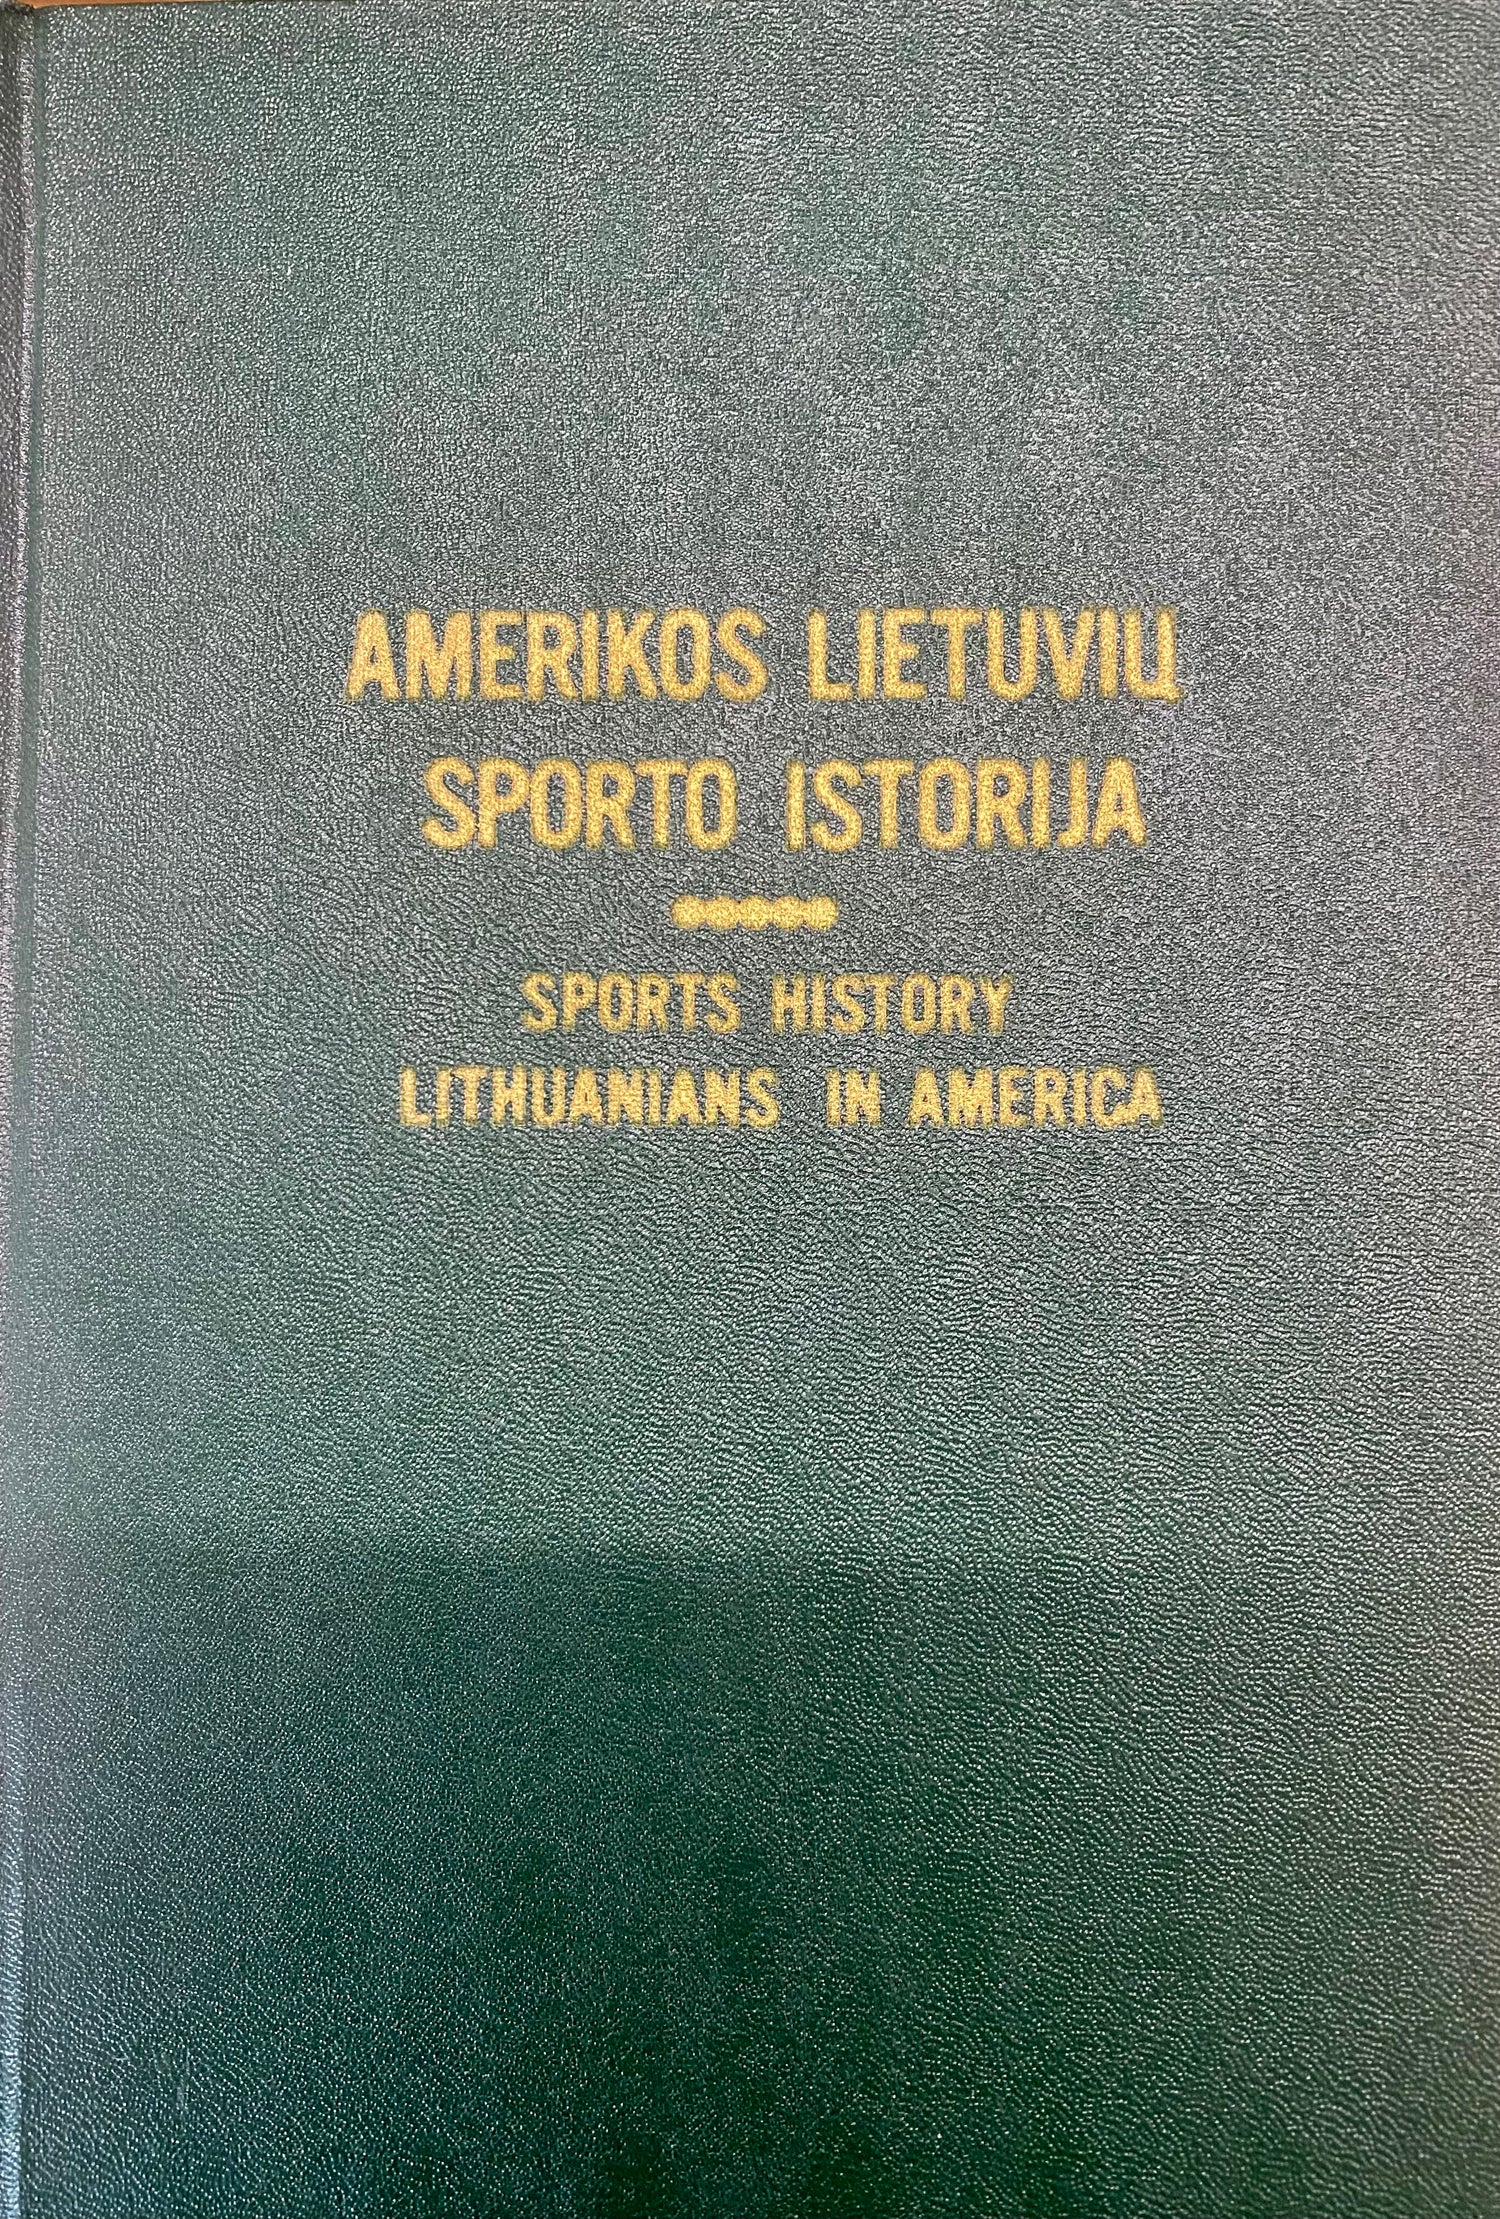 AMERIKOS LIETUVIŲ
SPORTO ISTORIJA
SPORTS HISTORY
LITHUANIANS IN AMERICA